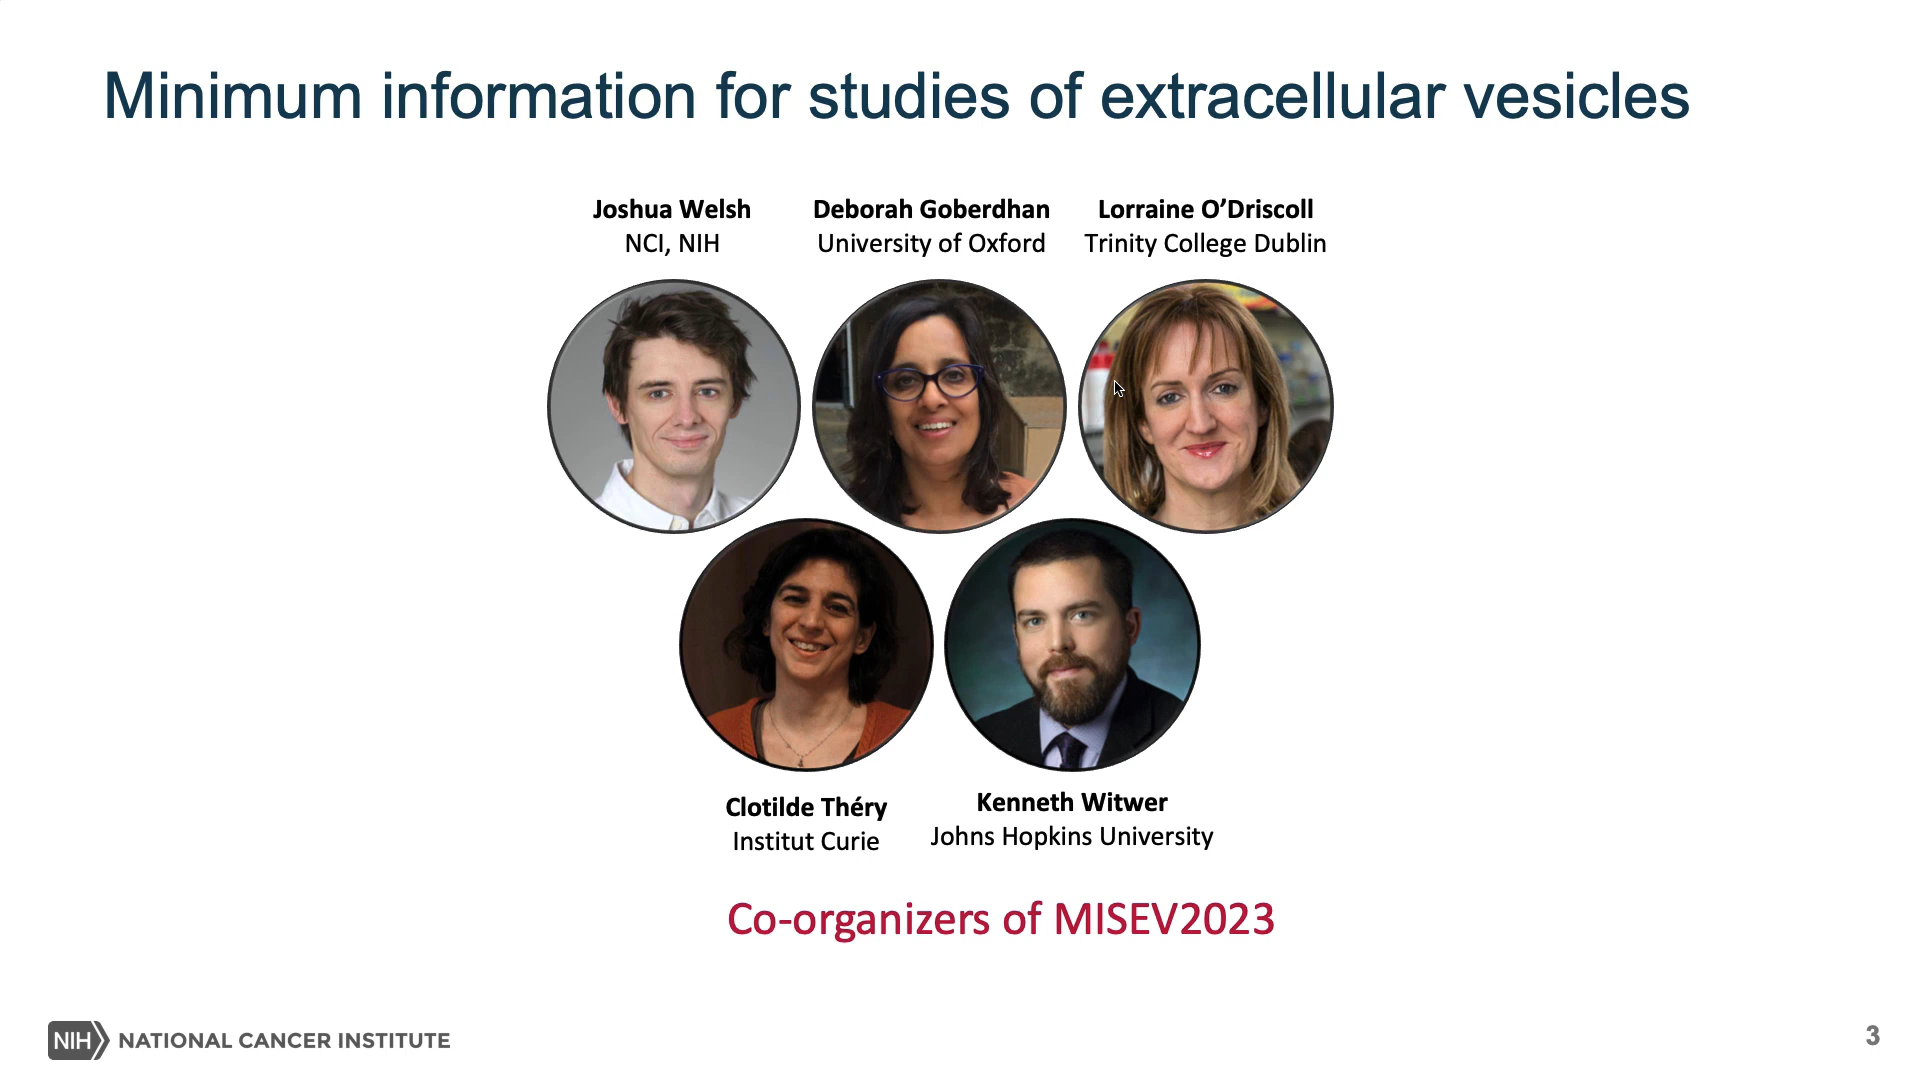 Minimum information for studies of extracellular vesicles
Joshua Welsh
NCI, NIH
Deborah Goberdhan
University of Oxford
Lorraine O’Driscoll
Trinity College Dublin
Clotilde Théry
Institut Curie
Kenneth Witwer
Johns Hopkins University
Co-organizers of MISEV2023
NIH NATIONAL CANCER INSTITUTE
3